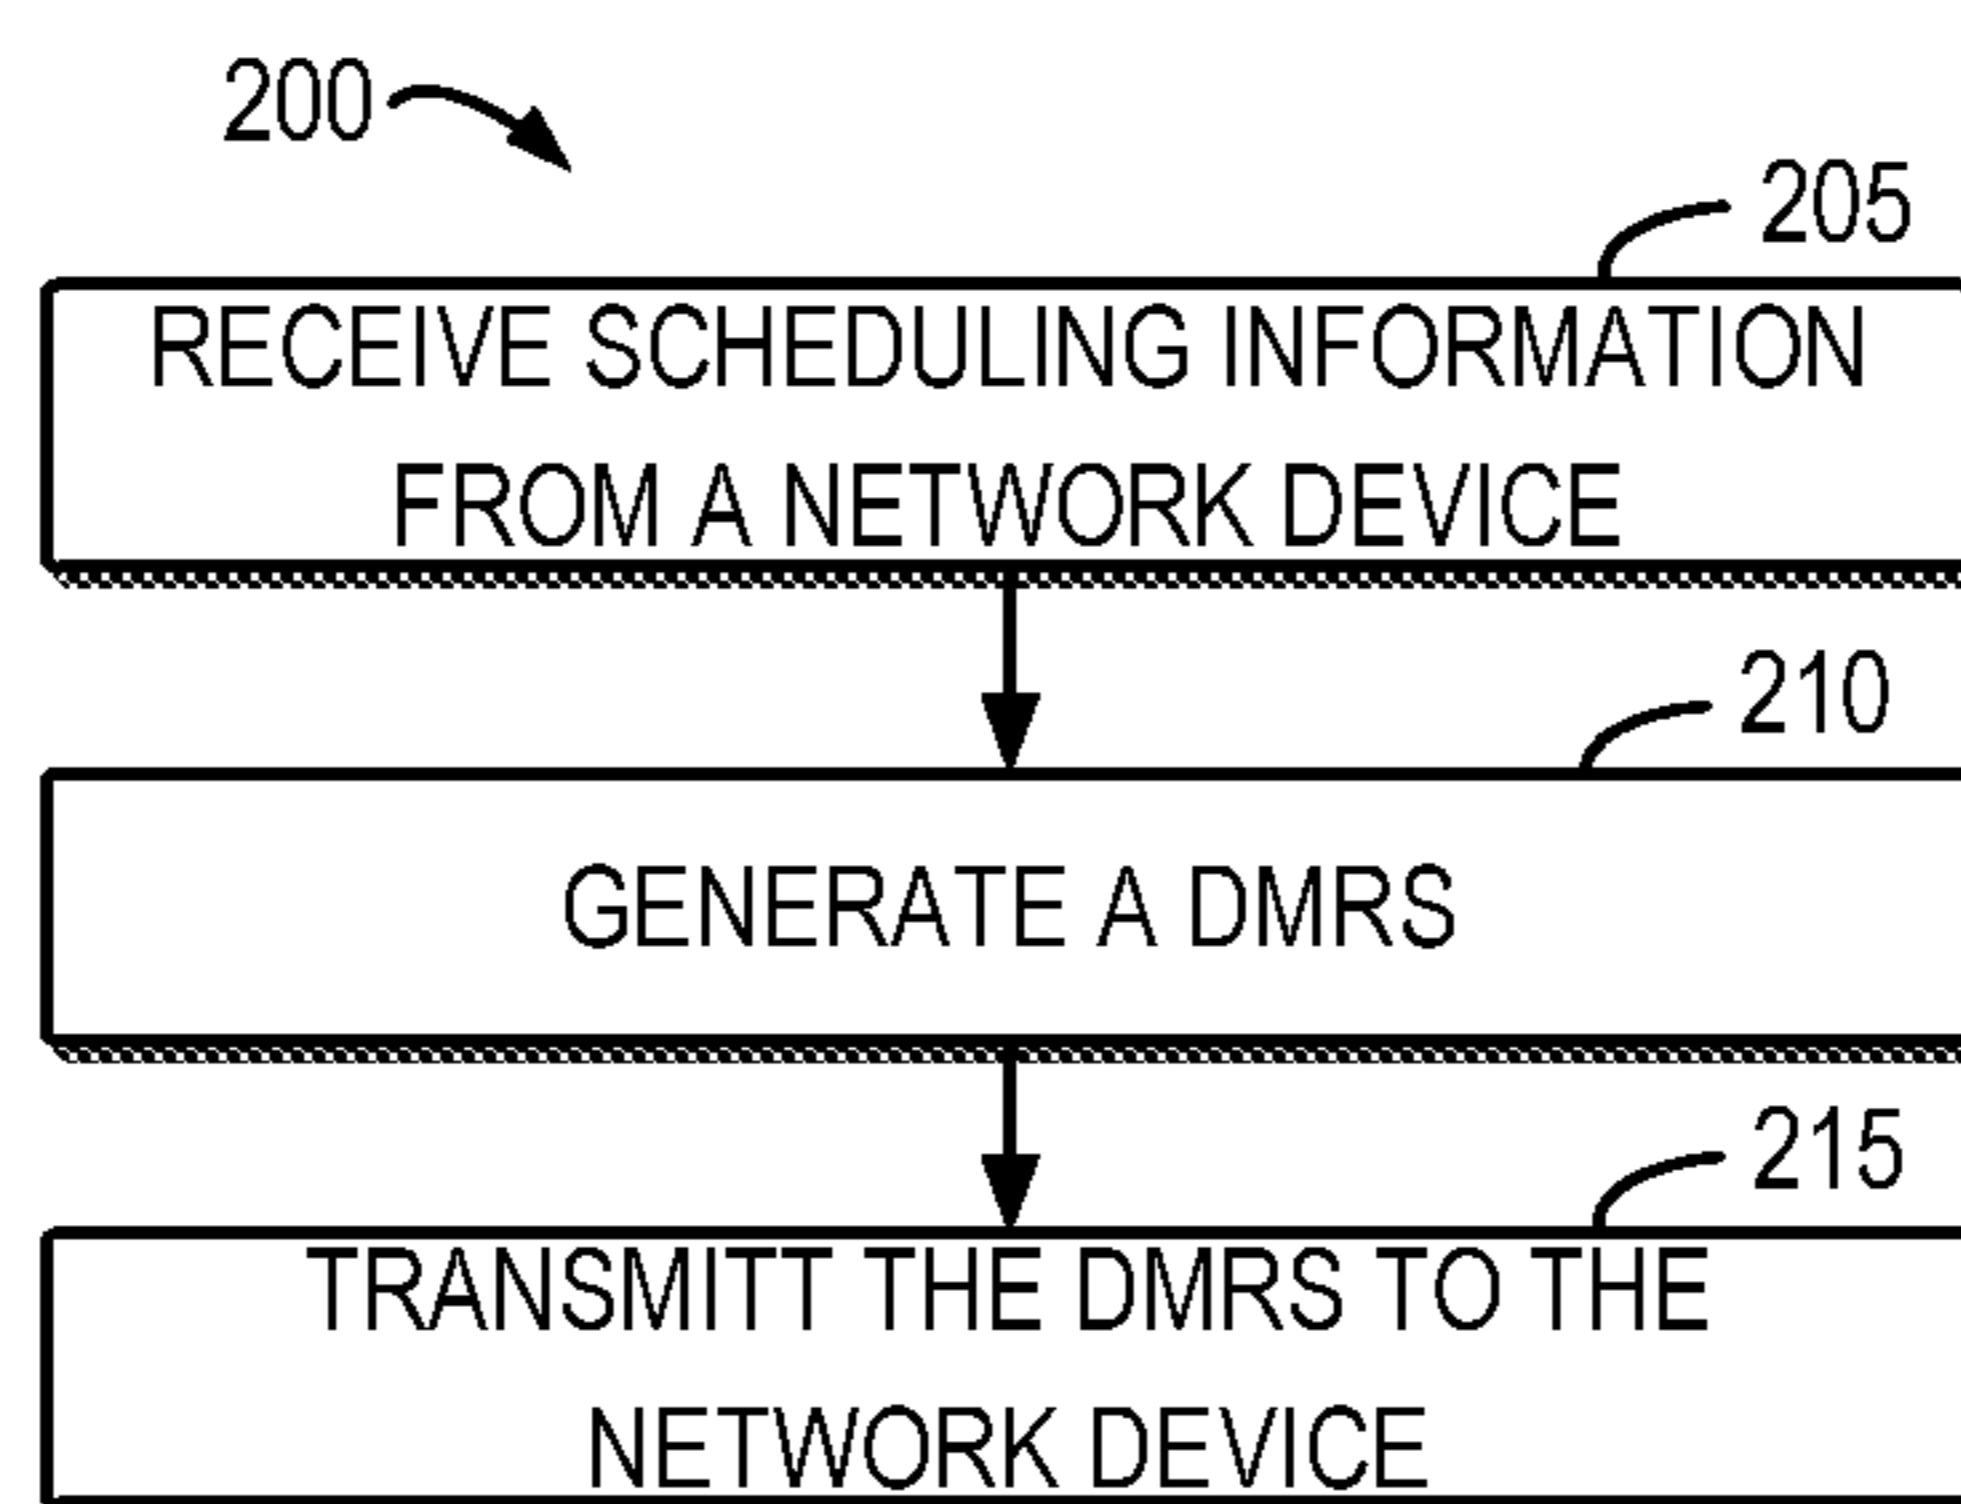 200
205
RECEIVE SCHEDULING INFORMATION
FROM A NETWORK DEVICE
210
GENERATE A DMRS
215
TRANSMITT THE DMRS TO THE
NETWORK DEVICE